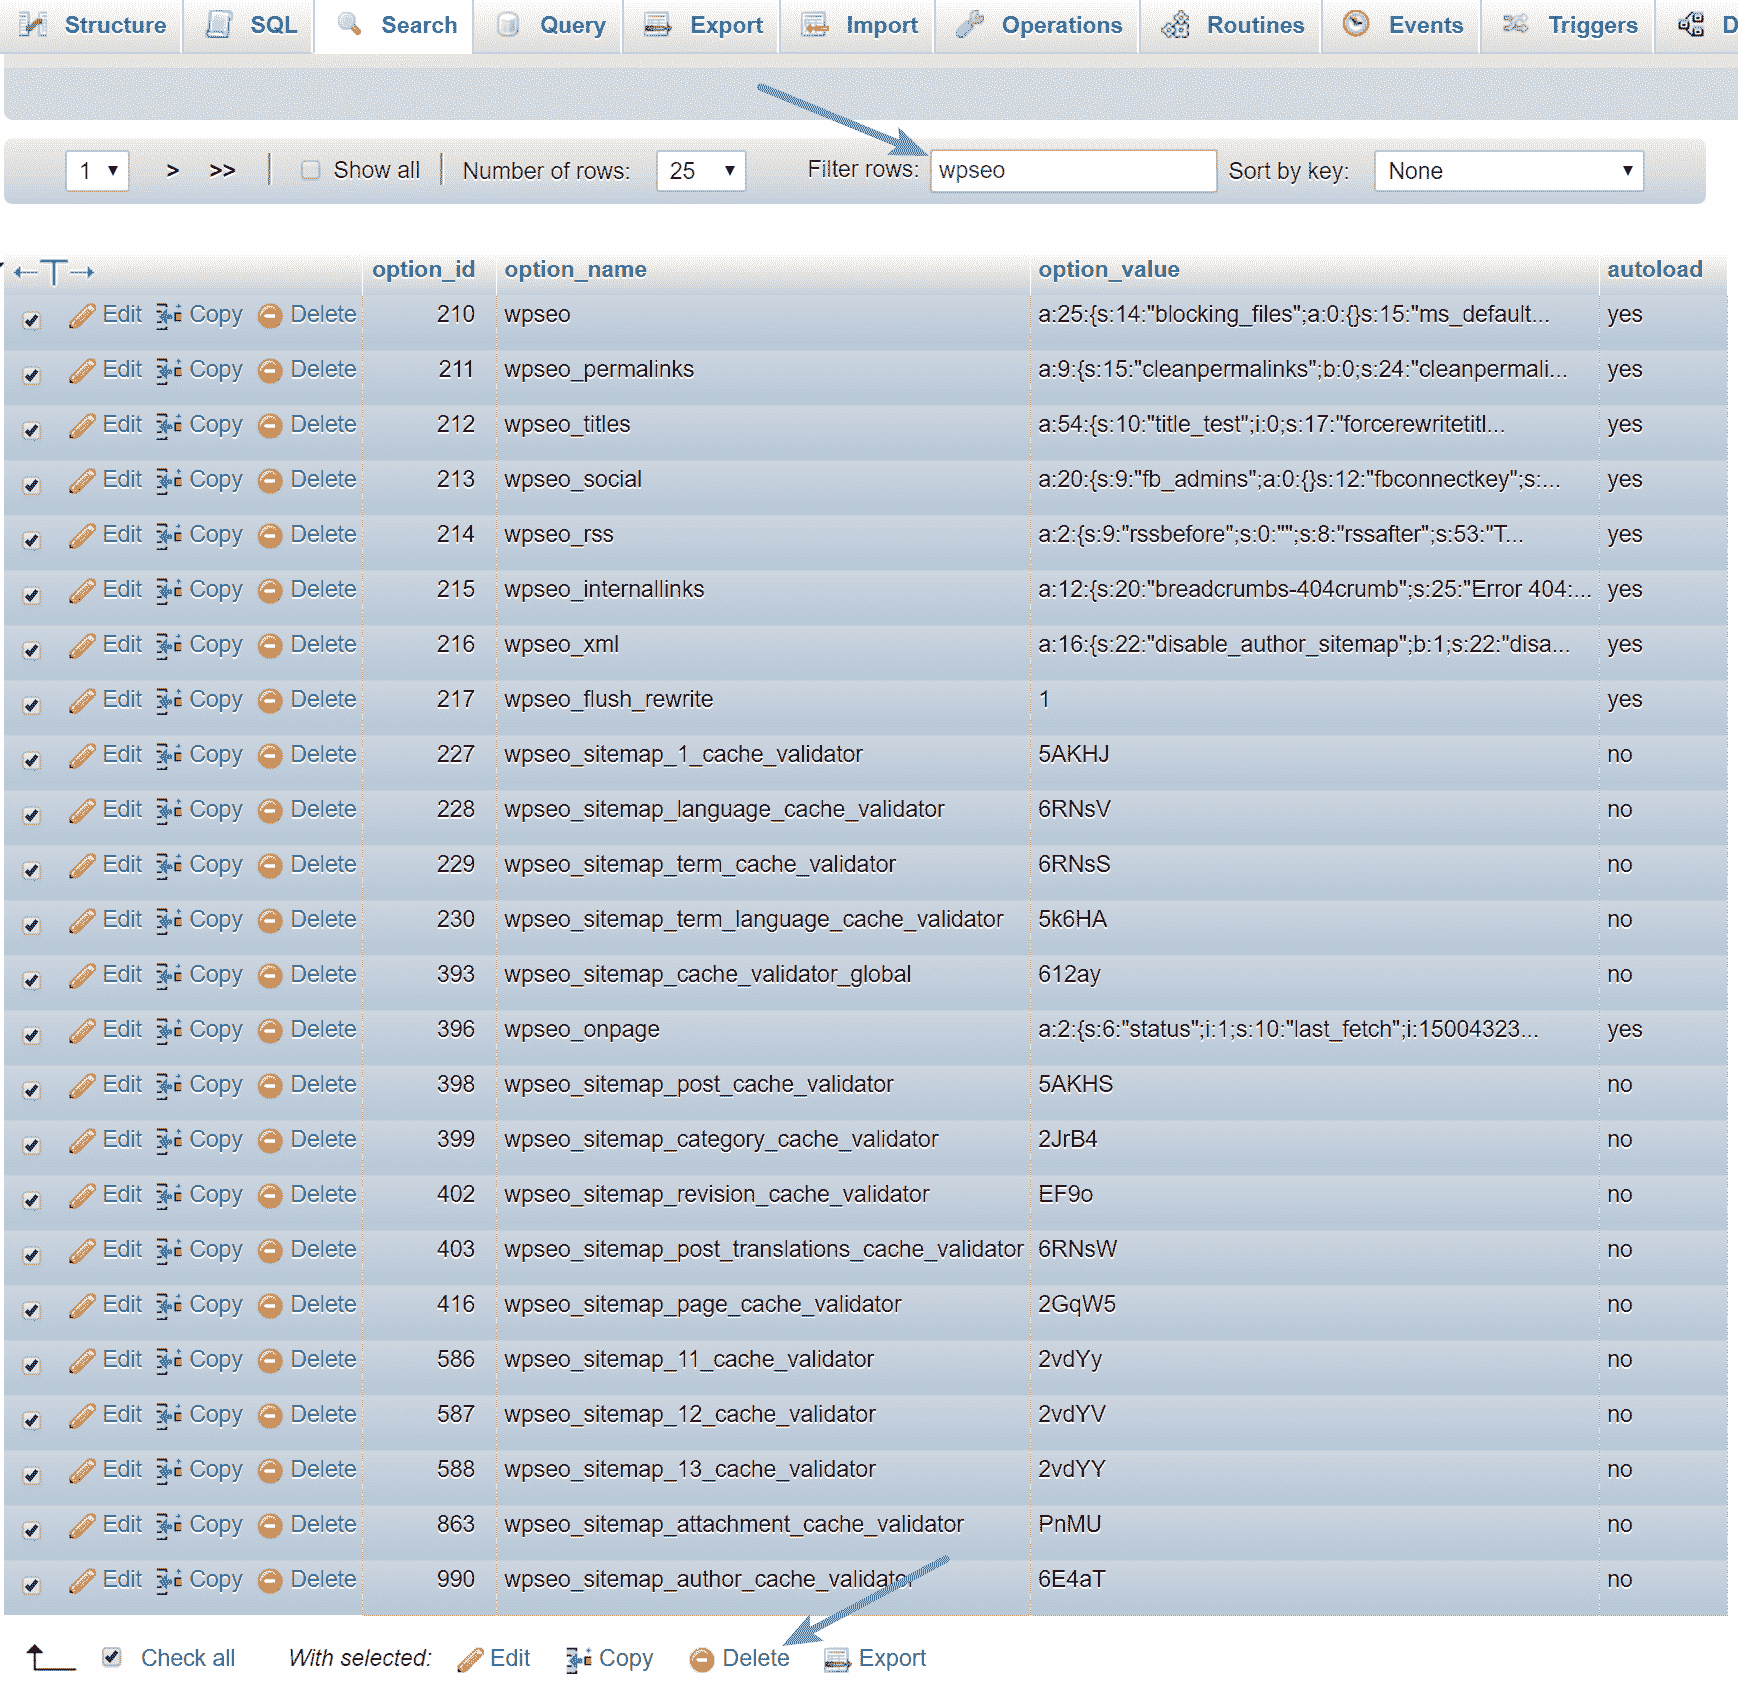 Structure SQL Search Query Export Import Operations Routines Events Triggers D
1 > >> Show all Number of rows: 25 Filter rows: wpseo Sort by key: None
option_id option_name option_value autoload
Edit Copy Delete 210 wpseo a:25:{s:14:"blocking_files";a:0:{}s:15:"ms_default... yes
Edit Copy Delete 211 wpseo_permalinks a:9:{s:15:"cleanpermalinks";b:0;s:24:"cleanpermali... yes
Edit Copy Delete 212 wpseo_titles a:54:{s:10:"title_test";i:0;s:17:"forcerewritetitl... yes
Edit Copy Delete 213 wpseo_social a:20:{s:9:"fb_admins";a:0:{}s:12:"fbconnectkey";s:... yes
Edit Copy Delete 214 wpseo_rss a:2:{s:9:"rssbefore";s:0:"";s:8:"rssafter";s:53:"T... yes
Edit Copy Delete 215 wpseo_internallinks a:12:{s:20:"breadcrumbs-404crumb";s:25:"Error 404:... yes
Edit Copy Delete 216 wpseo_xml a:16:{s:22:"disable_author_sitemap";b:1;s:22:"disa... yes
Edit Copy Delete 217 wpseo_flush_rewrite 1 yes
Edit Copy Delete 227 wpseo_sitemap_1_cache_validator 5AKHJ no
Edit Copy Delete 228 wpseo_sitemap_language_cache_validator 6RNsV no
Edit Copy Delete 229 wpseo_sitemap_term_cache_validator 6RNsS no
Edit Copy Delete 230 wpseo_sitemap_term_language_cache_validator 5k6HA no
Edit Copy Delete 393 wpseo_sitemap_cache_validator_global 612ay no
Edit Copy Delete 396 wpseo_onpage a:2:{s:6:"status";i:1;s:10:"last_fetch";i:15004323... yes
Edit Copy Delete 398 wpseo_sitemap_post_cache_validator 5AKHS no
Edit Copy Delete 399 wpseo_sitemap_category_cache_validator 2JrB4 no
Edit Copy Delete 402 wpseo_sitemap_revision_cache_validator EF9o no
Edit Copy Delete 403 wpseo_sitemap_post_translations_cache_validator 6RNsW no
Edit Copy Delete 416 wpseo_sitemap_page_cache_validator 2GqW5 no
Edit Copy Delete 586 wpseo_sitemap_11_cache_validator 2vdYy no
Edit Copy Delete 587 wpseo_sitemap_12_cache_validator 2vdYV no
Edit Copy Delete 588 wpseo_sitemap_13_cache_validator 2vdYY no
Edit Copy Delete 863 wpseo_sitemap_attachment_cache_validator PnMU no
Edit Copy Delete 990 wpseo_sitemap_author_cache_validator 6E4aT no
Check all With selected: Edit Copy Delete Export